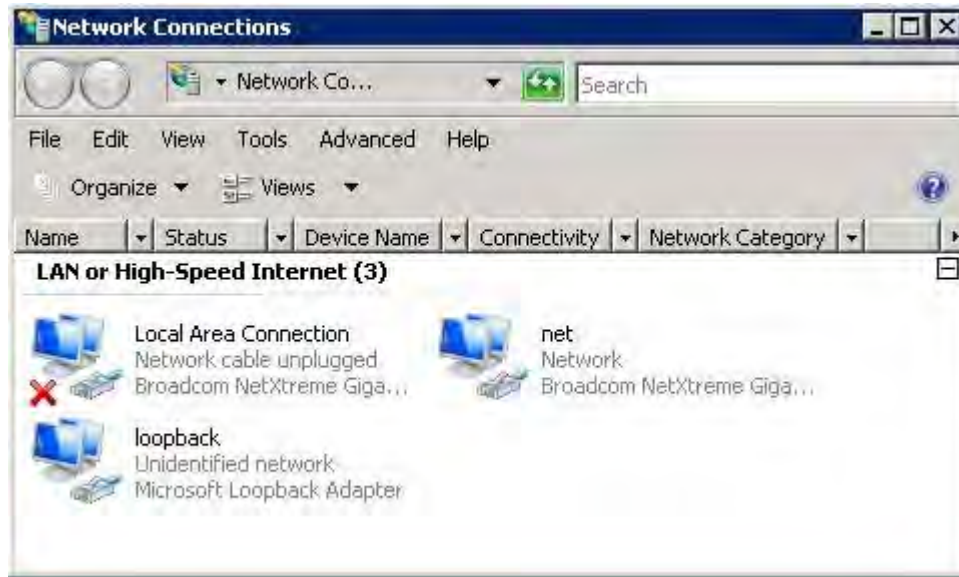 Network Connections
Network Co...
Search
File Edit View Tools Advanced Help
Organize Views
Name Status Device Name Connectivity Network Category
LAN or High-Speed Internet (3)
Local Area Connection
Network cable unplugged
Broadcom NetXtreme Giga...
net
Network
Broadcom NetXtreme Giga...
loopback
Unidentified network
Microsoft Loopback Adapter